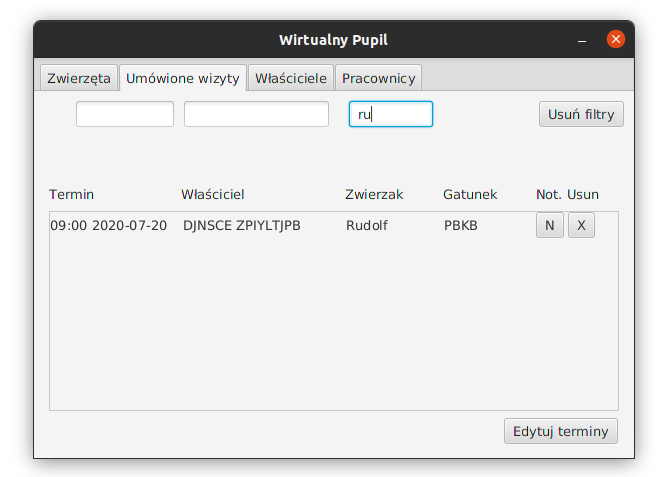 Wirtualny Pupil
Zwierzęta Umówione wizyty Właściciele Pracownicy
ru Usuń filtry
Termin Właściciel Zwierzak Gatunek Not. Usun
09:00 2020-07-20 DJNSCE ZPIYLTJPB Rudolf PBKB N X
Edytuj terminy